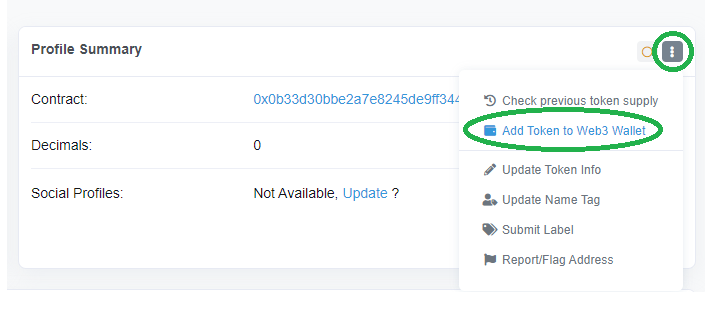 Profile Summary
Contract: 0x0b33d30bbe2a7e8245de9ff344
Check previous token supply
Add Token to Web3 Wallet
Decimals: 0
Update Token Info
Social Profiles: Not Available, Update ?
Update Name Tag
Submit Label
Report/Flag Address